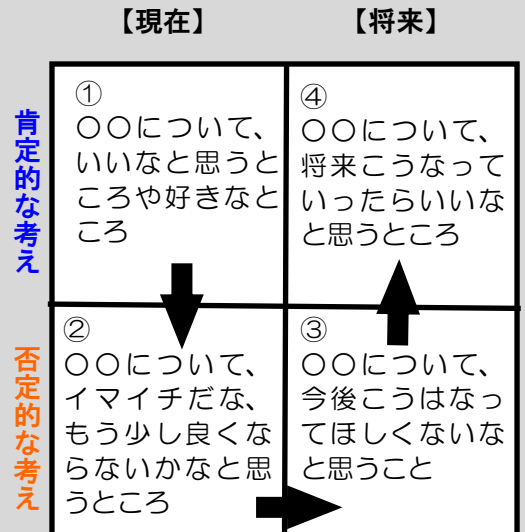 【現在】
【将来】
肯定的な考え
①
〇〇について、
いいなと思うと
ころや好きなと
ころ
④
〇〇について、
将来こうなって
いったらいいな
と思うところ
否定的な考え
②
〇〇について、
イマイチだな、
もう少し良くな
らないかなと思
うところ
③
〇〇について、
今後こうはなっ
てほしくないな
と思うこと